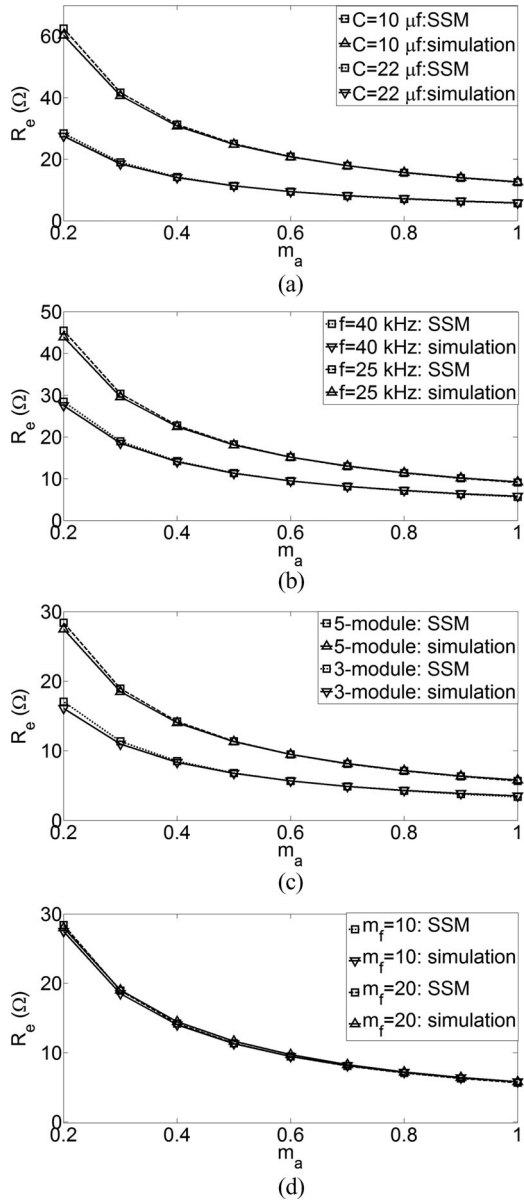 60
40
20
0
R_e (Ω)
C=10 μf:SSM
C=10 μf:simulation
C=22 μf:SSM
C=22 μf:simulation
0.2 0.4 0.6 0.8 1
m_a
(a)
50
40
30
20
10
0
R_e (Ω)
f=40 kHz: SSM
f=40 kHz: simulation
f=25 kHz: SSM
f=25 kHz: simulation
0.2 0.4 0.6 0.8 1
m_a
(b)
30
20
10
0
R_e (Ω)
5-module: SSM
5-module: simulation
3-module: SSM
3-module: simulation
0.2 0.4 0.6 0.8 1
m_a
(c)
30
20
10
0
R_e (Ω)
m_f=10: SSM
m_f=10: simulation
m_f=20: SSM
m_f=20: simulation
0.2 0.4 0.6 0.8 1
m_a
(d)